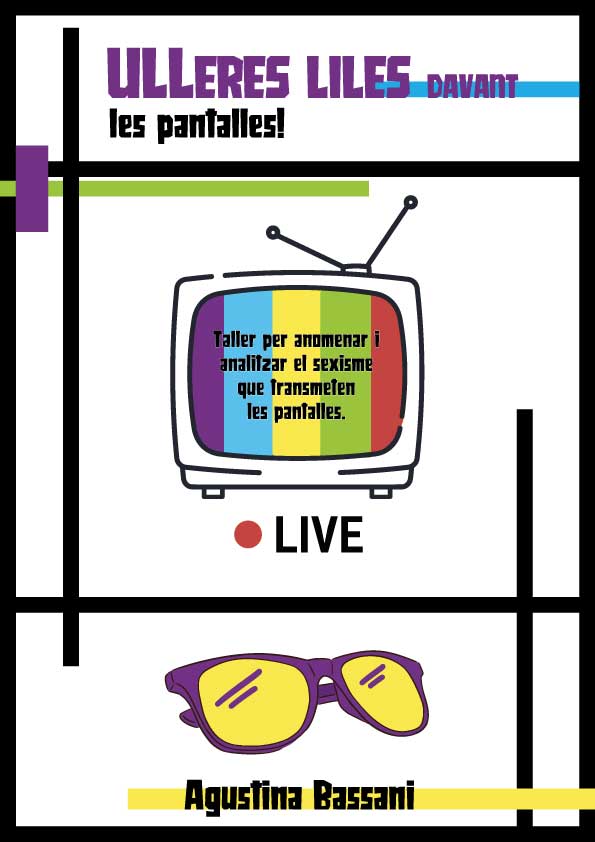 ULLERES LILES DAVANT
les pantalles!
Taller per anomenar i
analitzar el sexisme
que transmeten
les pantalles.
LIVE
Agustina Bassani